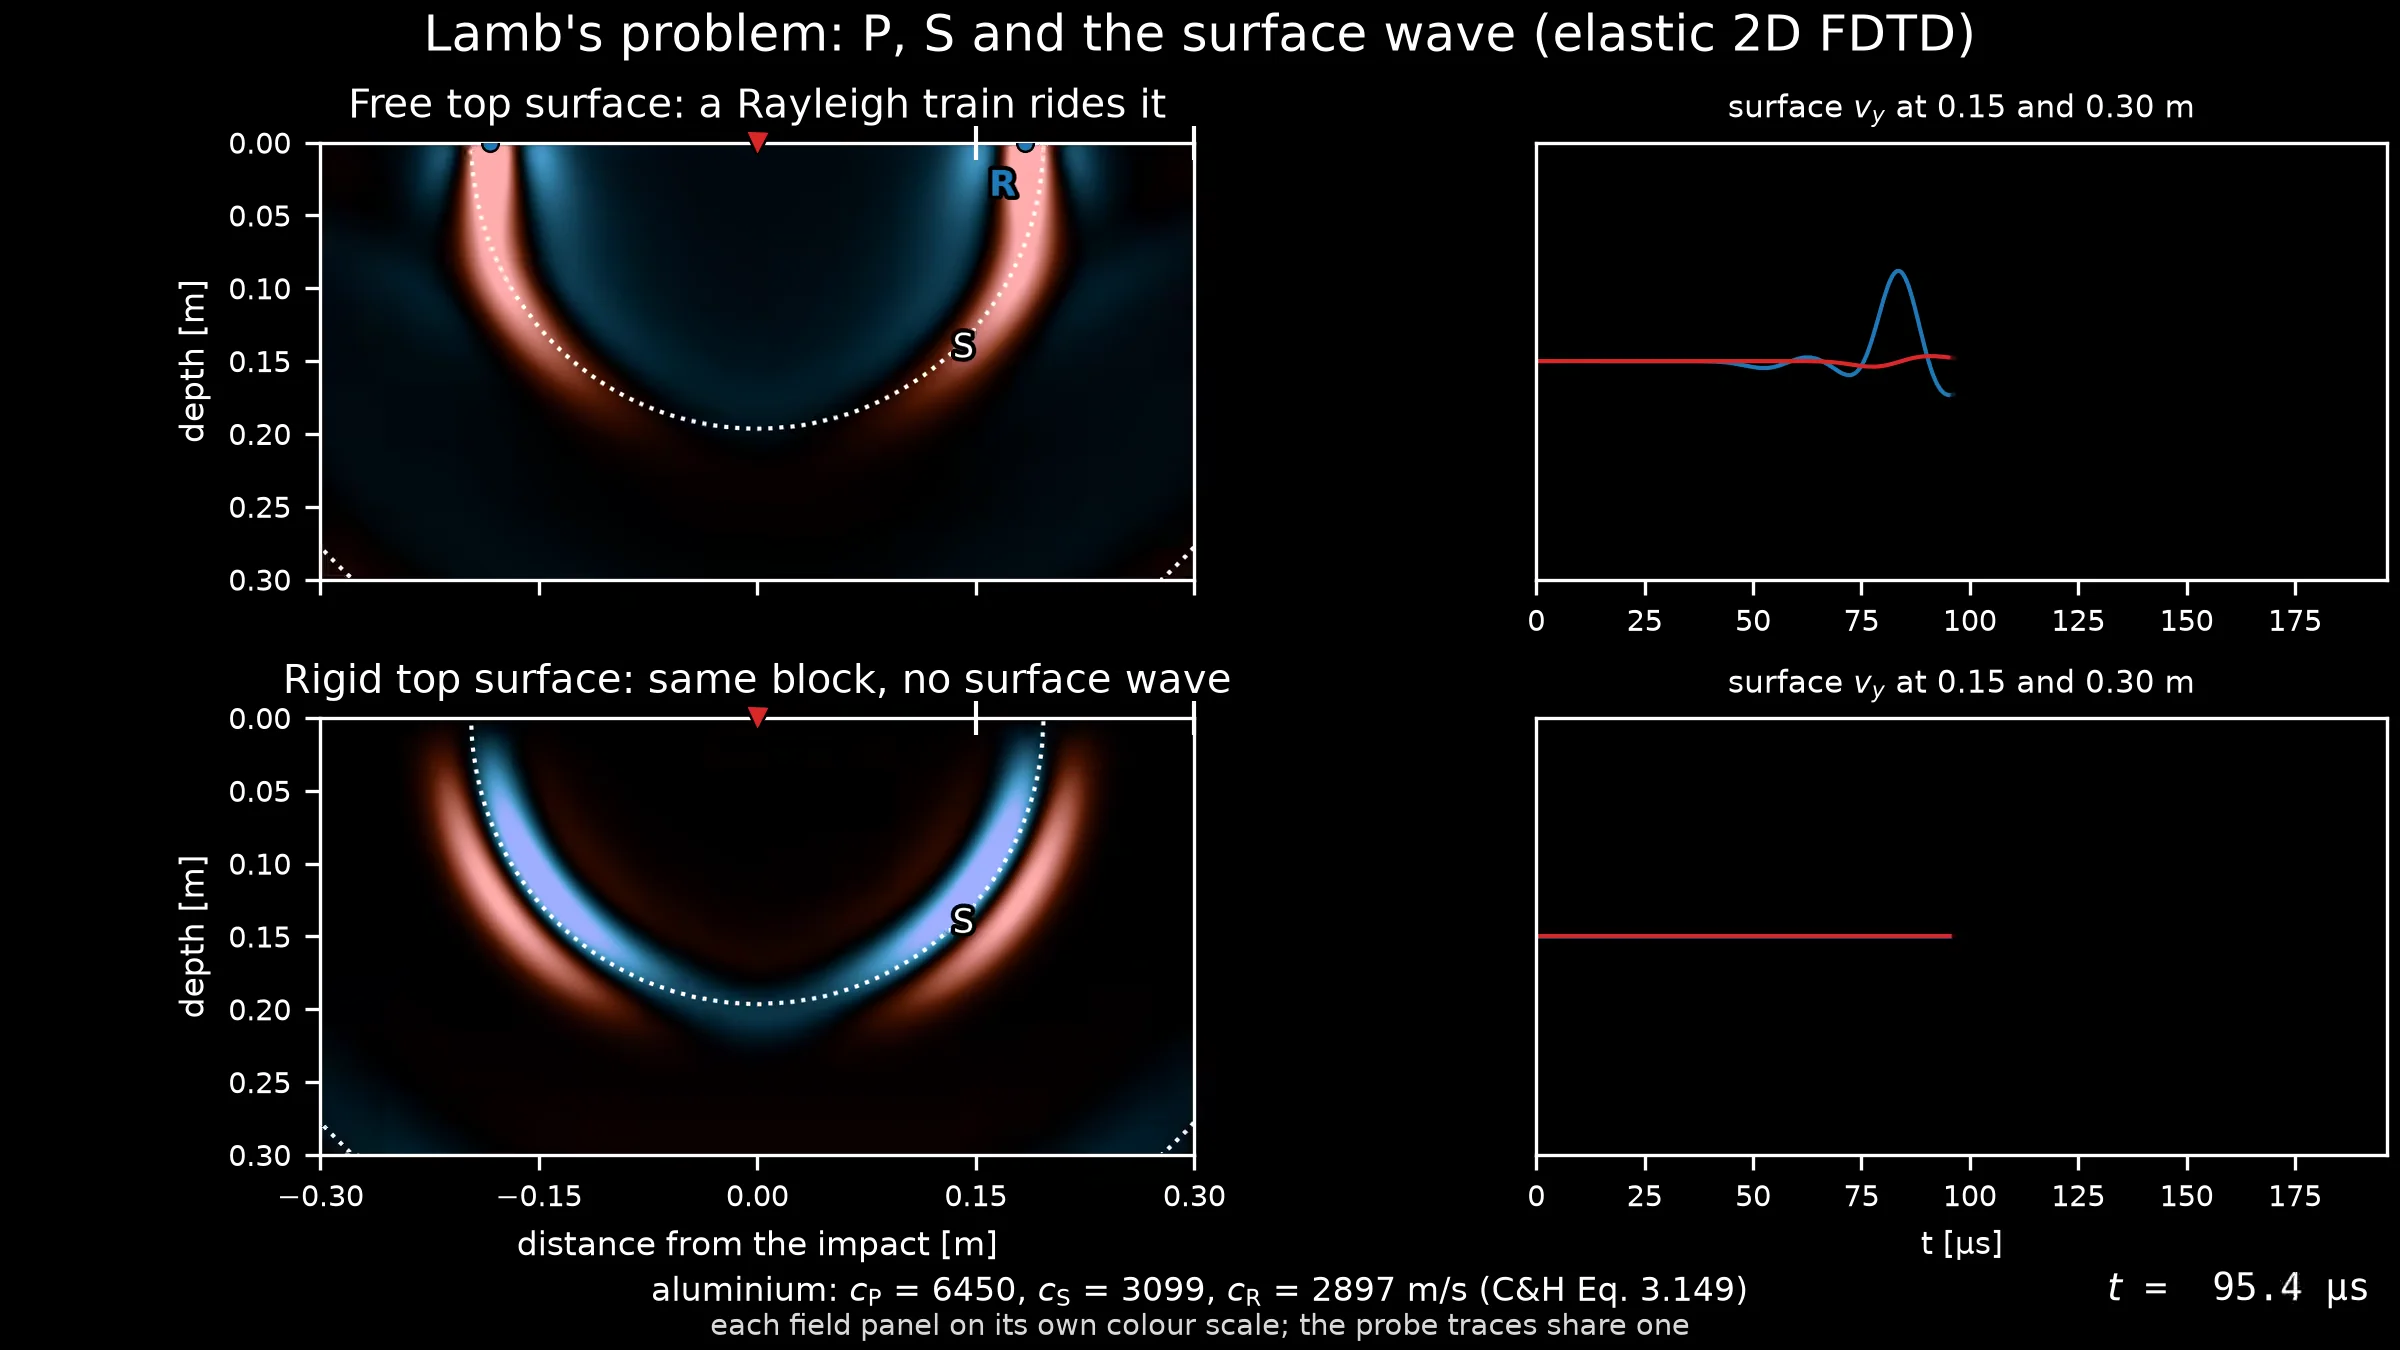 Lamb's problem: P, S and the surface wave (elastic 2D FDTD)
Free top surface: a Rayleigh train rides it
surface v_y at 0.15 and 0.30 m
0.00
0.05
0.10
0.15
0.20
0.25
0.30
depth [m]
R
S
0 25 50 75 100 125 150 175
Rigid top surface: same block, no surface wave
surface v_y at 0.15 and 0.30 m
0.00
0.05
0.10
0.15
0.20
0.25
0.30
depth [m]
S
−0.30 −0.15 0.00 0.15 0.30
distance from the impact [m]
0 25 50 75 100 125 150 175
t [µs]
aluminium: c_P = 6450, c_S = 3099, c_R = 2897 m/s (C&H Eq. 3.149)
t = 95.4 µs
each field panel on its own colour scale; the probe traces share one